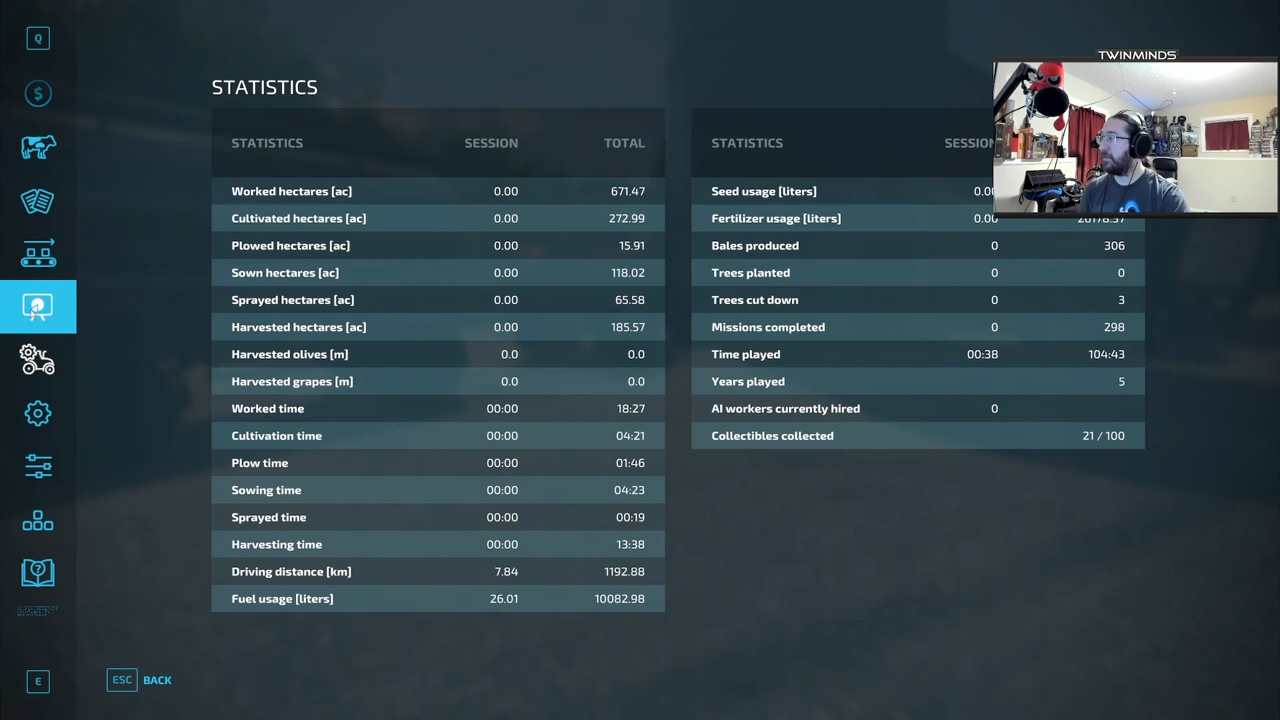 Q
TWINMINDS
STATISTICS
STATISTICS SESSION TOTAL
Worked hectares [ac] 0.00 671.47
Cultivated hectares [ac] 0.00 272.99
Plowed hectares [ac] 0.00 15.91
Sown hectares [ac] 0.00 118.02
Sprayed hectares [ac] 0.00 65.58
Harvested hectares [ac] 0.00 185.57
Harvested olives [m] 0.0 0.0
Harvested grapes [m] 0.0 0.0
Worked time 00:00 18:27
Cultivation time 00:00 04:21
Plow time 00:00 01:46
Sowing time 00:00 04:23
Sprayed time 00:00 00:19
Harvesting time 00:00 13:38
Driving distance [km] 7.84 1192.88
Fuel usage [liters] 26.01 10082.98
STATISTICS SESSION
Seed usage [liters] 0.00
Fertilizer usage [liters] 0.00 26178.37
Bales produced 0 306
Trees planted 0 0
Trees cut down 0 3
Missions completed 0 298
Time played 00:38 104:43
Years played 5
AI workers currently hired 0
Collectibles collected 21 / 100
E
ESC BACK